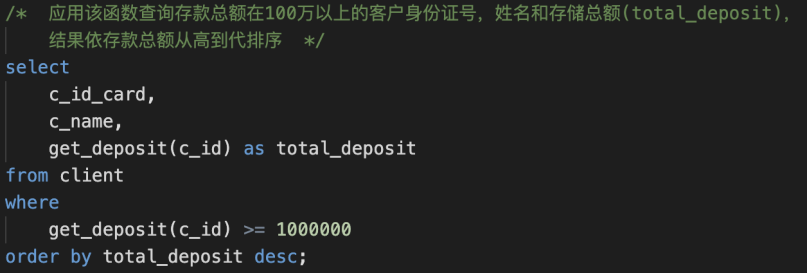 /*  应用该函数查询存款总额在100万以上的客户身份证号，姓名和存储总额(total_deposit)，
    结果依存款总额从高到代排序  */
select
    c_id_card,
    c_name,
    get_deposit(c_id) as total_deposit
from client
where
    get_deposit(c_id) >= 1000000
order by total_deposit desc;